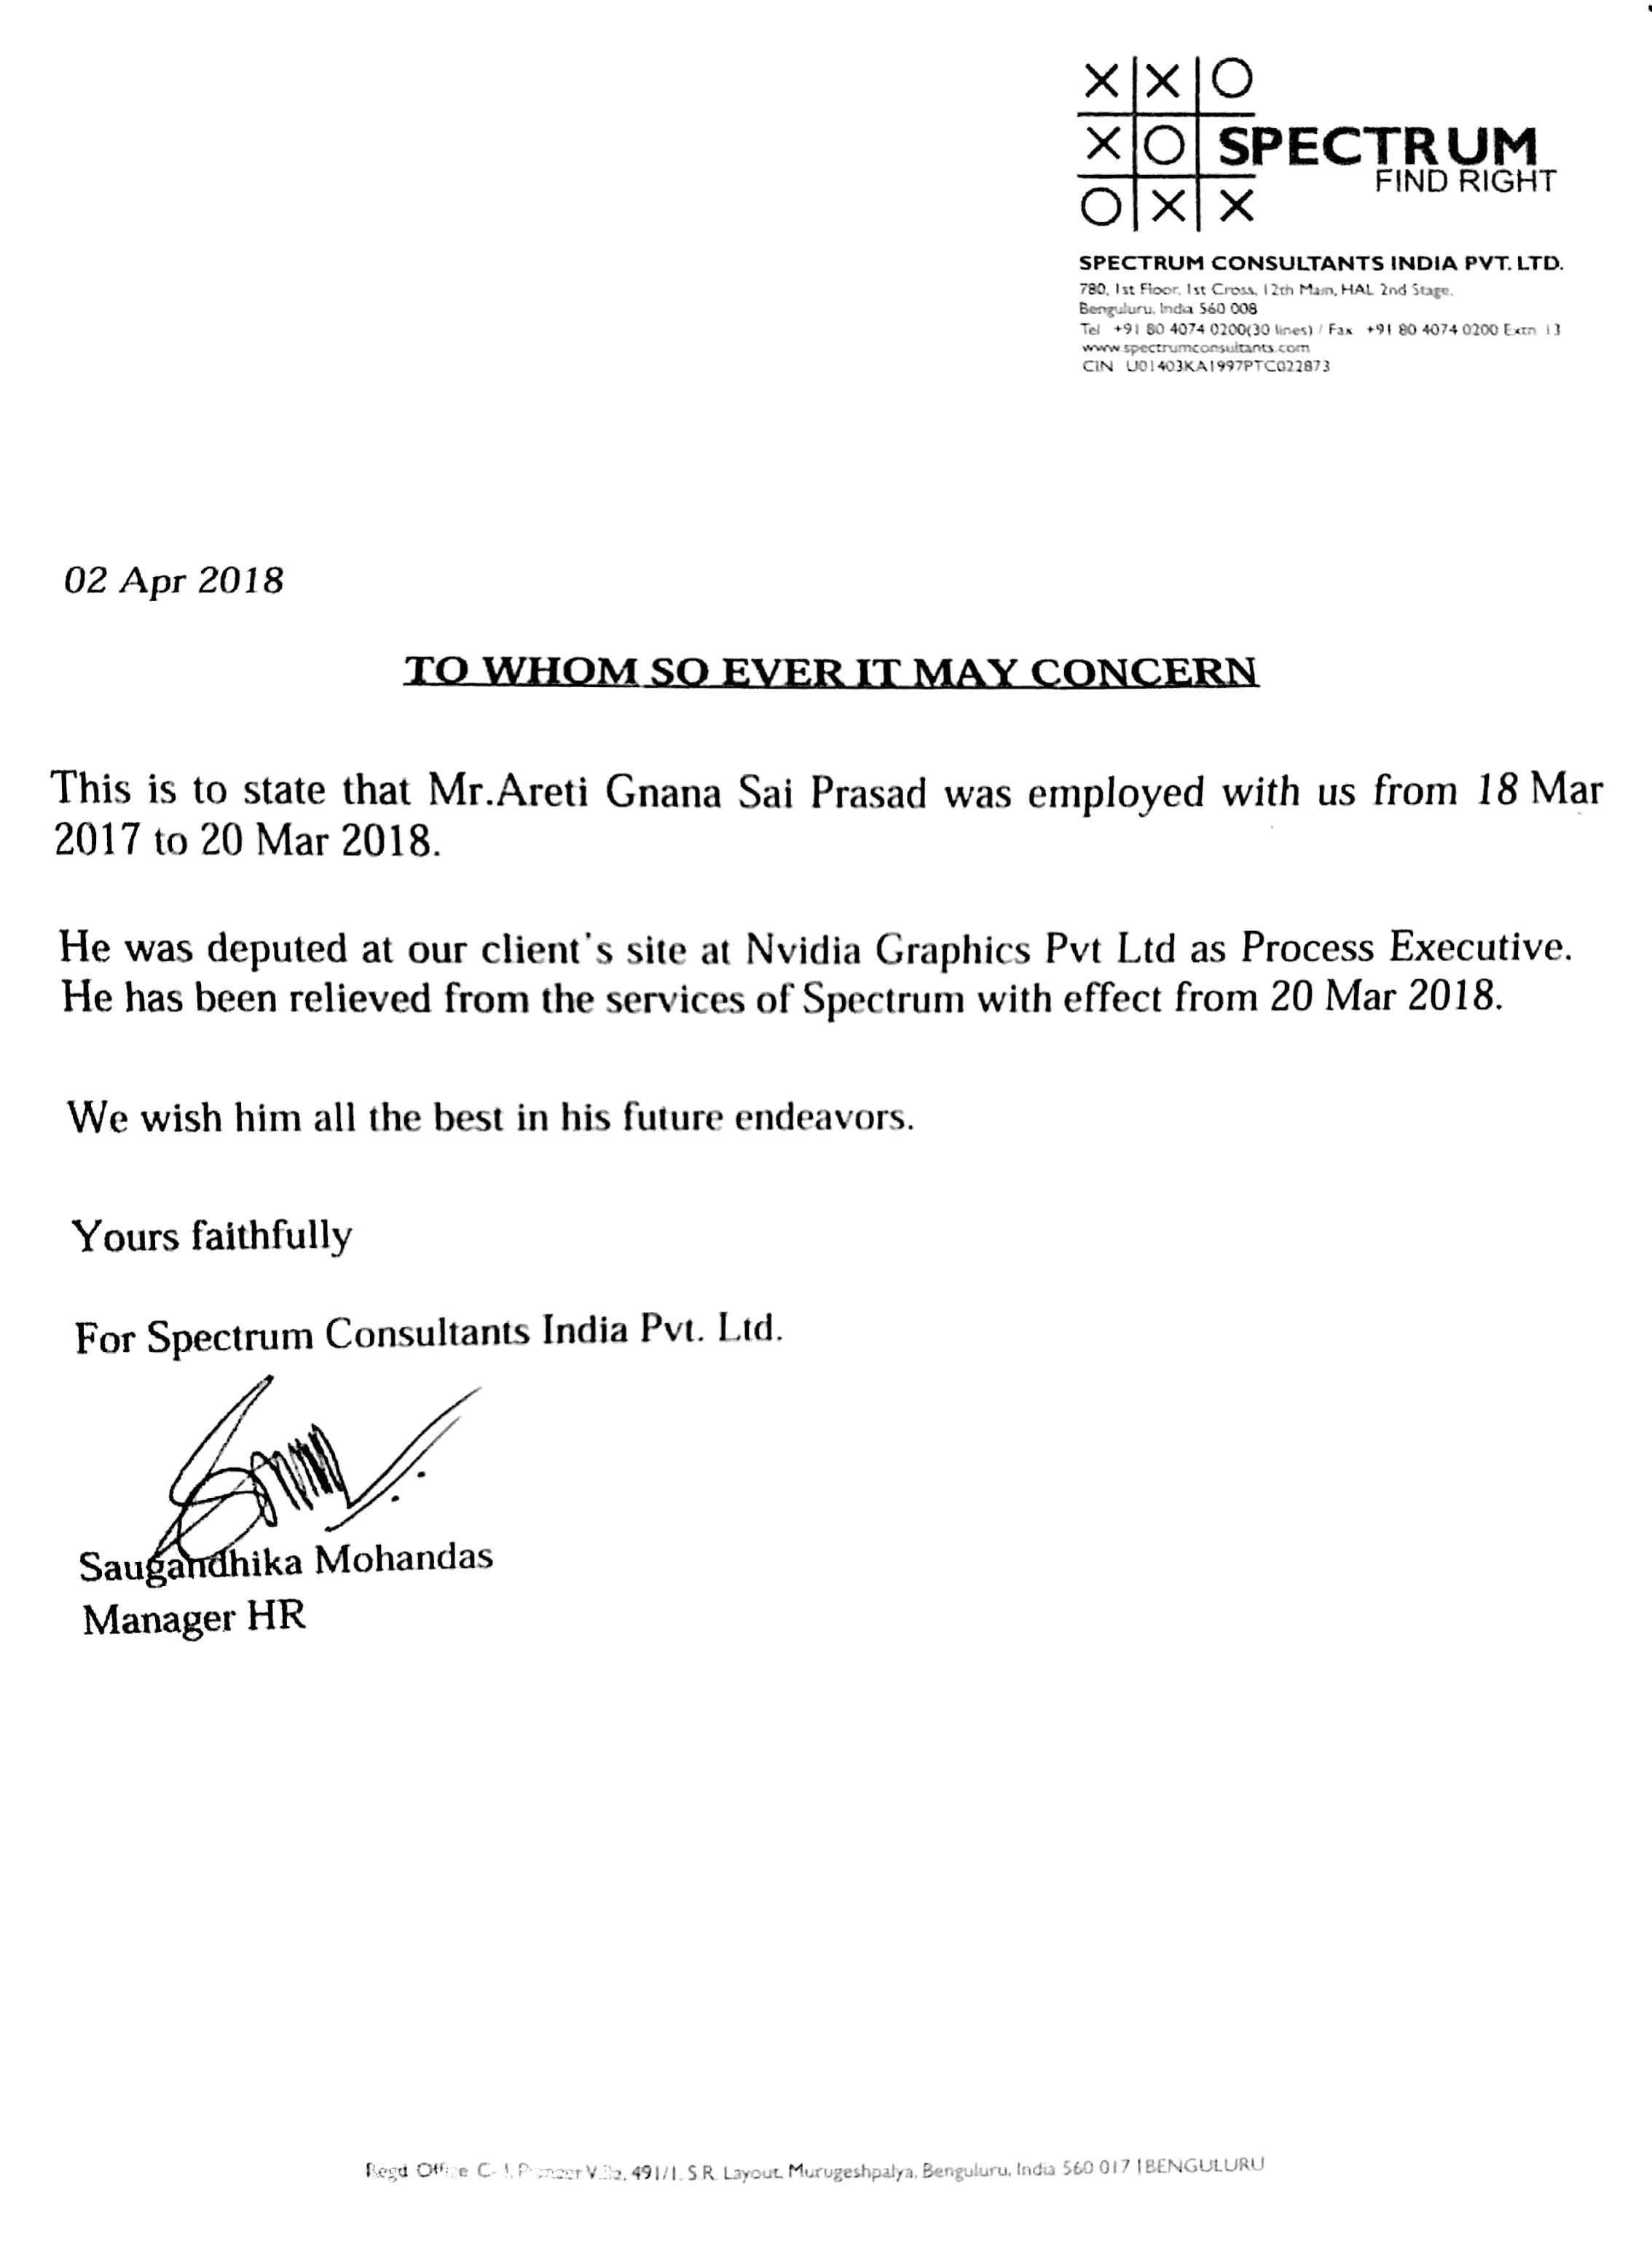 X X O
X O SPECTRUM
FIND RIGHT
O X X
SPECTRUM CONSULTANTS INDIA PVT. LTD.
780, 1st Floor, 1st Cross, 12th Main, HAL 2nd Stage,
Benguluru, India 560 008
Tel +91 80 4074 0200(30 lines) / Fax +91 80 4074 0200 Extn 13
www.spectrumconsultants.com
CIN U01403KA1997PTC022873
02 Apr 2018
TO WHOM SO EVER IT MAY CONCERN
This is to state that Mr.Areti Gnana Sai Prasad was employed with us from 18 Mar
2017 to 20 Mar 2018.
He was deputed at our client's site at Nvidia Graphics Pvt Ltd as Process Executive.
He has been relieved from the services of Spectrum with effect from 20 Mar 2018.
We wish him all the best in his future endeavors.
Yours faithfully
For Spectrum Consultants India Pvt. Ltd.
Saugandhika Mohandas
Manager HR
Regd Office C- 491/1, S.R. Layout, Murugeshpalya, Benguluru, India 560 017 | BENGULURU